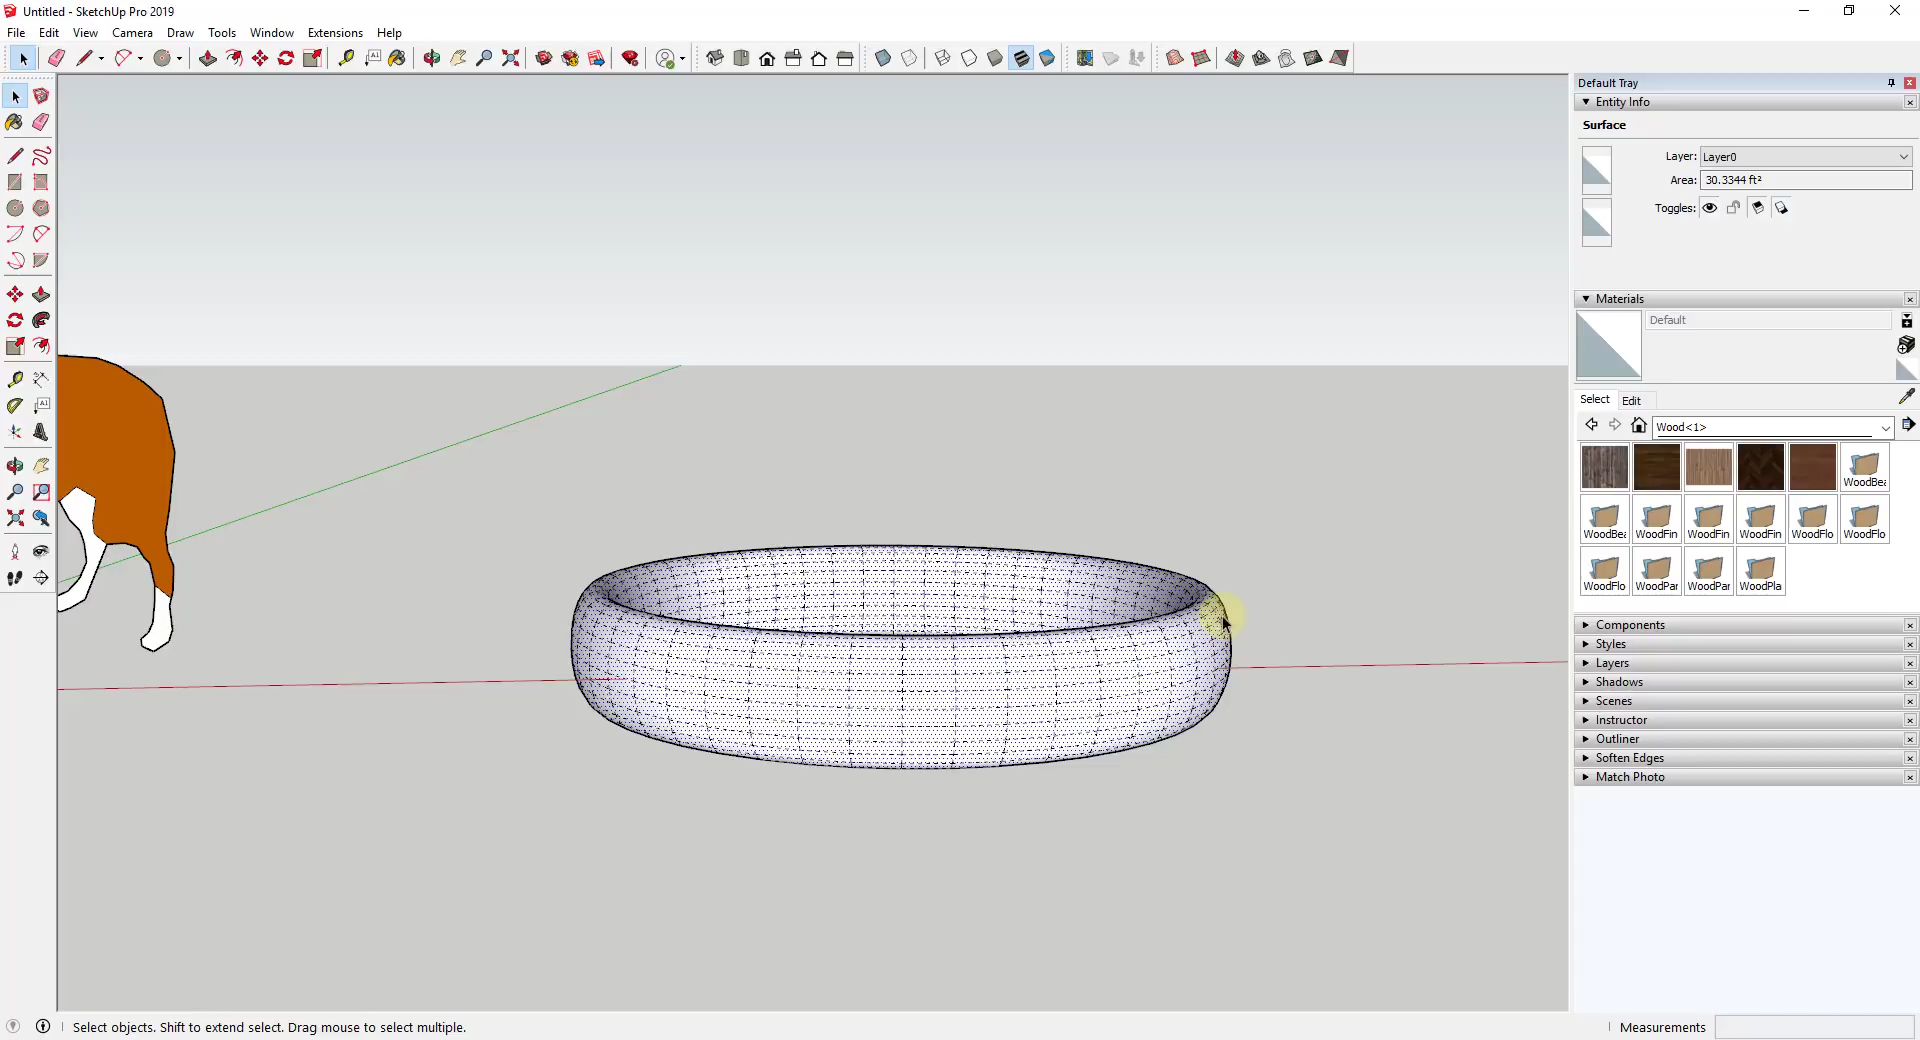 Untitled - SketchUp Pro 2019
File Edit View Camera Draw Tools Window Extensions Help
Default Tray
Entity Info
Surface
Layer: Layer0
Area: 30.3344 ft²
Toggles:
Materials
Default
Select Edit
Wood<1>
WoodBea
WoodBea WoodFin WoodFin WoodFin WoodFlo WoodFlo
WoodFlo WoodPar WoodPar WoodPla
Components
Styles
Layers
Shadows
Scenes
Instructor
Outliner
Soften Edges
Match Photo
Select objects. Shift to extend select. Drag mouse to select multiple.
Measurements